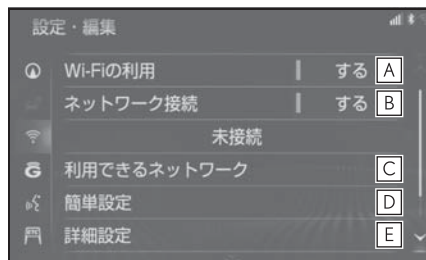 設定・編集
Wi-Fiの利用 する A
ネットワーク接続 する B
未接続
利用できるネットワーク C
簡単設定 D
詳細設定 E